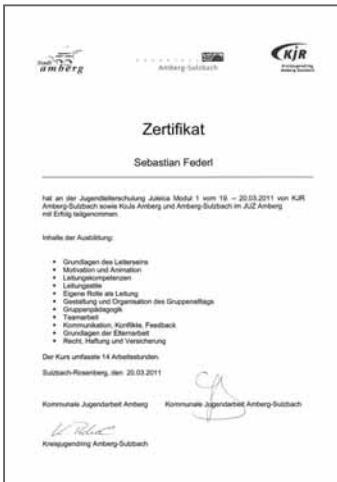 Stadt
amberg
Amberg-Sulzbach
KJR
Kreisjugendring
Amberg-Sulzbach
Zertifikat
Sebastian Federl
hat an der Jugendleiterschulung Juleica Modul 1 vom 19. – 20.03.2011 von KJR
Amberg-Sulzbach sowie KoJa Amberg und Amberg-Sulzbach im JUZ Amberg
mit Erfolg teilgenommen.
Inhalte der Ausbildung:
• Grundlagen des Leiterseins
• Motivation und Animation
• Leitungskompetenzen
• Leitungsstile
• Eigene Rolle als Leitung
• Gestaltung und Organisation des Gruppenalltags
• Gruppenpädagogik
• Teamarbeit
• Kommunikation, Konflikte, Feedback
• Grundlagen der Elternarbeit
• Recht, Haftung und Versicherung
Der Kurs umfasste 14 Arbeitsstunden.
Sulzbach-Rosenberg, den 20.03.2011
Kommunale Jugendarbeit Amberg Kommunale Jugendarbeit Amberg-Sulzbach
Kreisjugendring Amberg-Sulzbach